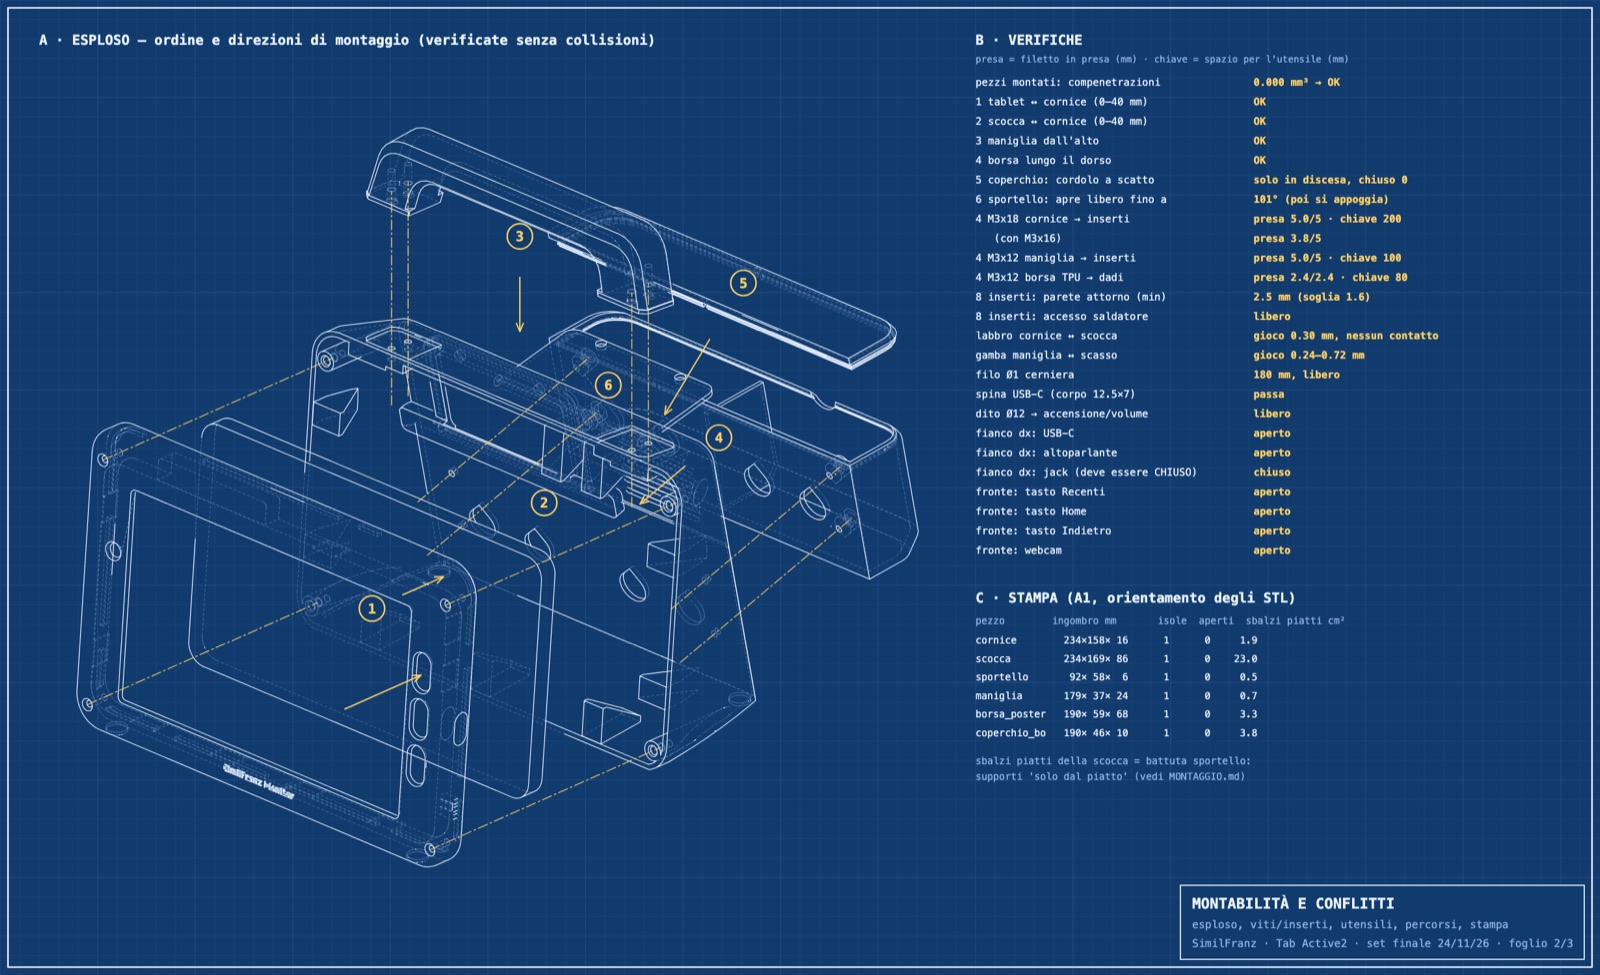 A · ESPLOSO — ordine e direzioni di montaggio (verificate senza collisioni)
3
5
6
4
2
1
SimilFranz Monitor
B · VERIFICHE
presa = filetto in presa (mm) · chiave = spazio per l'utensile (mm)
pezzi montati: compenetrazioni 0.000 mm³ → OK
1 tablet ↔ cornice (0–40 mm) OK
2 scocca ↔ cornice (0–40 mm) OK
3 maniglia dall'alto OK
4 borsa lungo il dorso OK
5 coperchio: cordolo a scatto solo in discesa, chiuso 0
6 sportello: apre libero fino a 101° (poi si appoggia)
4 M3x18 cornice → inserti presa 5.0/5 · chiave 200
(con M3x16) presa 3.8/5
4 M3x12 maniglia → inserti presa 5.0/5 · chiave 100
4 M3x12 borsa TPU → dadi presa 2.4/2.4 · chiave 80
8 inserti: parete attorno (min) 2.5 mm (soglia 1.6)
8 inserti: accesso saldatore libero
labbro cornice ↔ scocca gioco 0.30 mm, nessun contatto
gamba maniglia ↔ scasso gioco 0.24–0.72 mm
filo Ø1 cerniera 180 mm, libero
spina USB-C (corpo 12.5×7) passa
dito Ø12 → accensione/volume libero
fianco dx: USB-C aperto
fianco dx: altoparlante aperto
fianco dx: jack (deve essere CHIUSO) chiuso
fronte: tasto Recenti aperto
fronte: tasto Home aperto
fronte: tasto Indietro aperto
fronte: webcam aperto
C · STAMPA (A1, orientamento degli STL)
pezzo ingombro mm isole aperti sbalzi piatti cm²
cornice 234×158× 16 1 0 1.9
scocca 234×169× 86 1 0 23.0
sportello 92× 58× 6 1 0 0.5
maniglia 179× 37× 24 1 0 0.7
borsa_poster 190× 59× 68 1 0 3.3
coperchio_bo 190× 46× 10 1 0 3.8
sbalzi piatti della scocca = battuta sportello:
supporti 'solo dal piatto' (vedi MONTAGGIO.md)
MONTABILITÀ E CONFLITTI
esploso, viti/inserti, utensili, percorsi, stampa
SimilFranz · Tab Active2 · set finale 24/11/26 · foglio 2/3